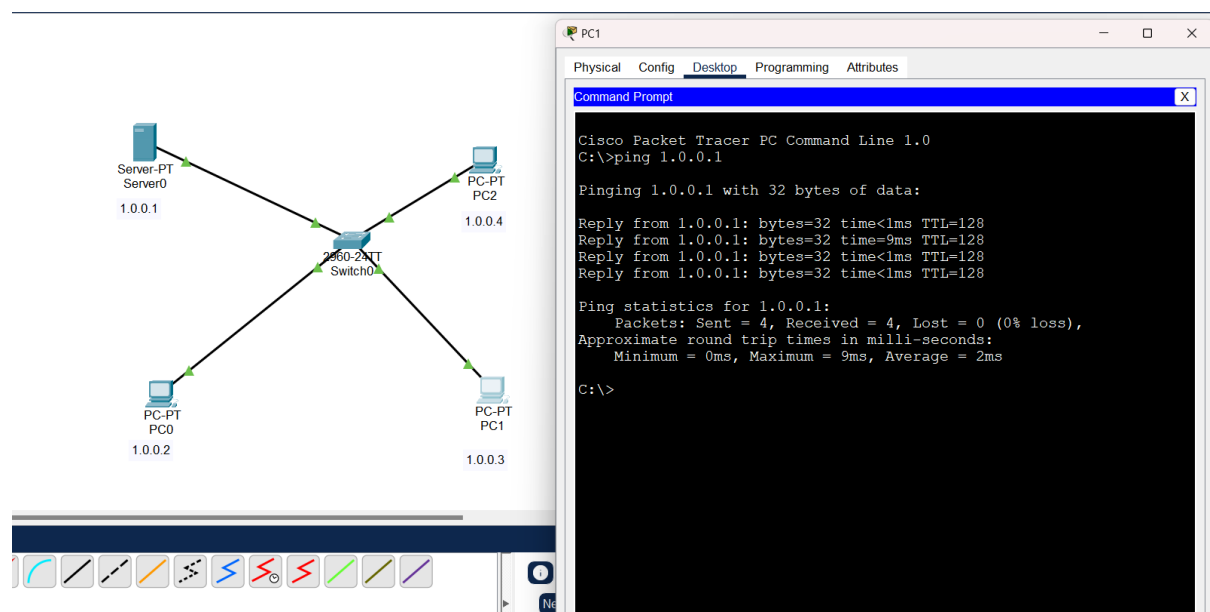 Server-PT
Server0
1.0.0.1
PC-PT
PC2
1.0.0.4
2960-24TT
Switch0
PC-PT
PC0
1.0.0.2
PC-PT
PC1
1.0.0.3
PC1
Physical Config Desktop Programming Attributes
Command Prompt
X
Cisco Packet Tracer PC Command Line 1.0
C:\>ping 1.0.0.1
Pinging 1.0.0.1 with 32 bytes of data:
Reply from 1.0.0.1: bytes=32 time<1ms TTL=128
Reply from 1.0.0.1: bytes=32 time=9ms TTL=128
Reply from 1.0.0.1: bytes=32 time<1ms TTL=128
Reply from 1.0.0.1: bytes=32 time<1ms TTL=128
Ping statistics for 1.0.0.1:
Packets: Sent = 4, Received = 4, Lost = 0 (0% loss),
Approximate round trip times in milli-seconds:
Minimum = 0ms, Maximum = 9ms, Average = 2ms
C:\>